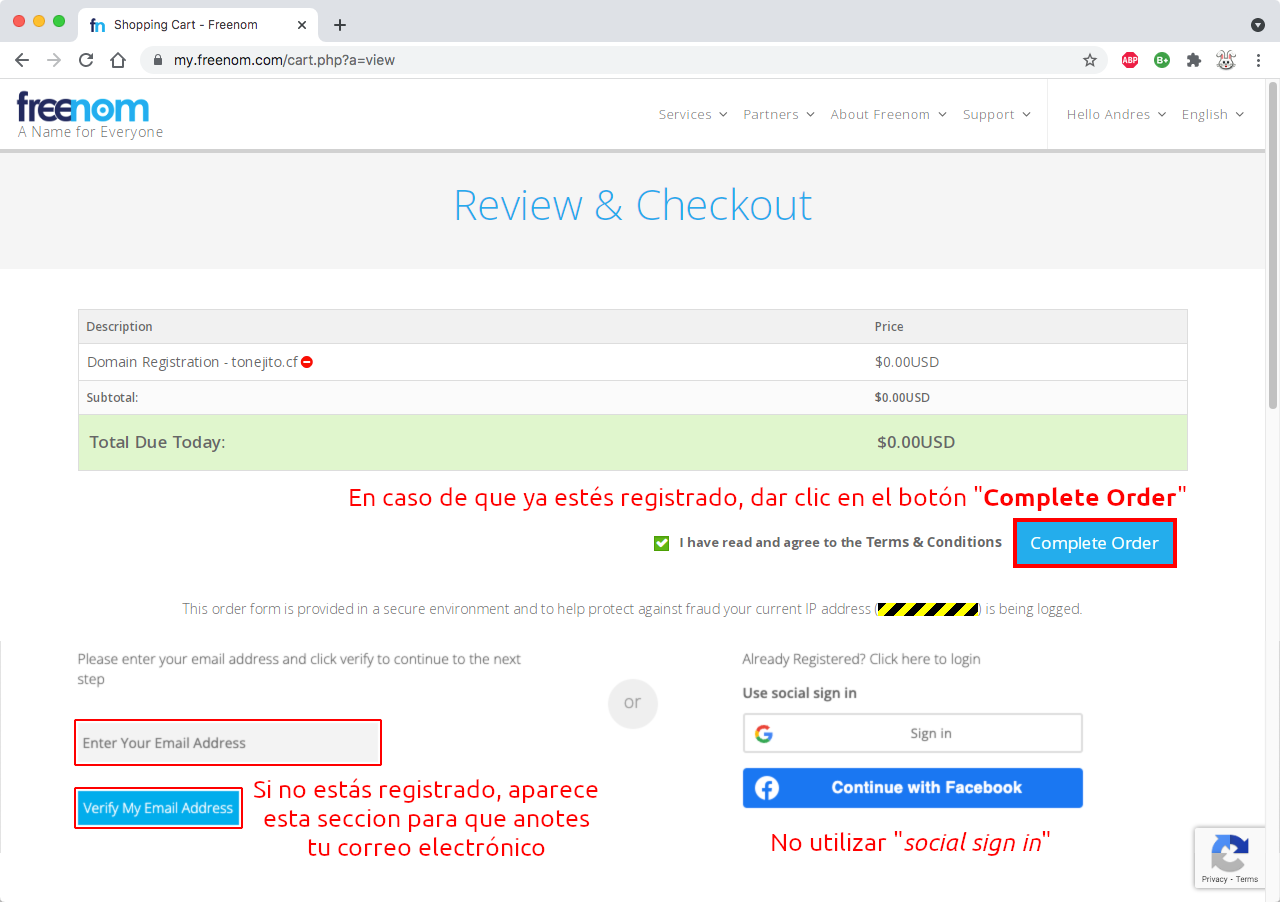 Shopping Cart - Freenom
my.freenom.com/cart.php?a=view
ABP
B+
freenom
A Name for Everyone
Services Partners About Freenom Support Hello Andres English
Review & Checkout
Description Price
Domain Registration - tonejito.cf $0.00USD
Subtotal: $0.00USD
Total Due Today: $0.00USD
En caso de que ya estés registrado, dar clic en el botón "Complete Order"
I have read and agree to the Terms & Conditions Complete Order
This order form is provided in a secure environment and to help protect against fraud your current IP address ( ) is being logged.
Please enter your email address and click verify to continue to the next
step
or
Already Registered? Click here to login
Use social sign in
Enter Your Email Address
Sign in
Verify My Email Address
Continue with Facebook
Si no estás registrado, aparece
esta seccion para que anotes
tu correo electrónico
No utilizar "social sign in"
Privacy - Terms